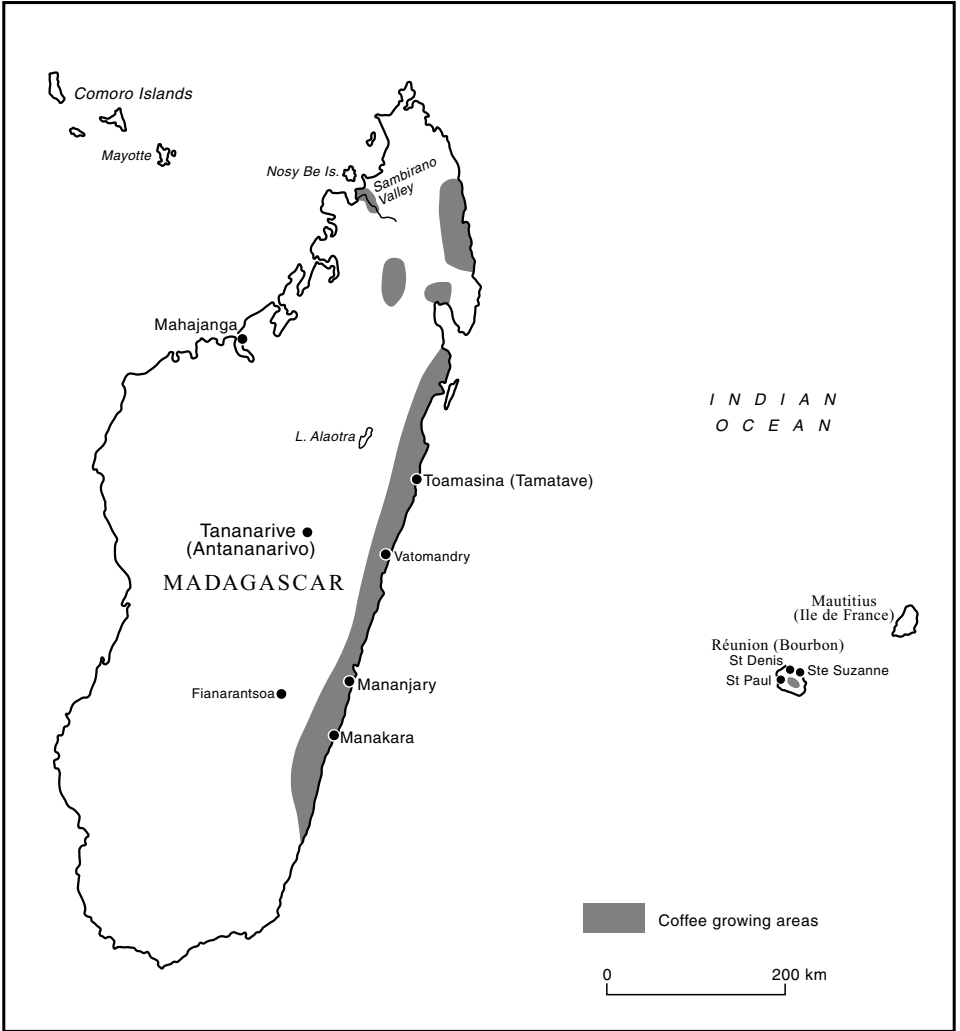 Comoro Islands
Mayotte
Nosy Be Is.
Sambirano
Valley
Mahajanga
INDIAN
OCEAN
L. Alaotra
Toamasina (Tamatave)
Tananarive
(Antananarivo)
Vatomandry
MADAGASCAR
Mautitius
(Ile de France)
Réunion (Bourbon)
St Denis
Ste Suzanne
St Paul
Mananjary
Fianarantsoa
Manakara
Coffee growing areas
0 200 km